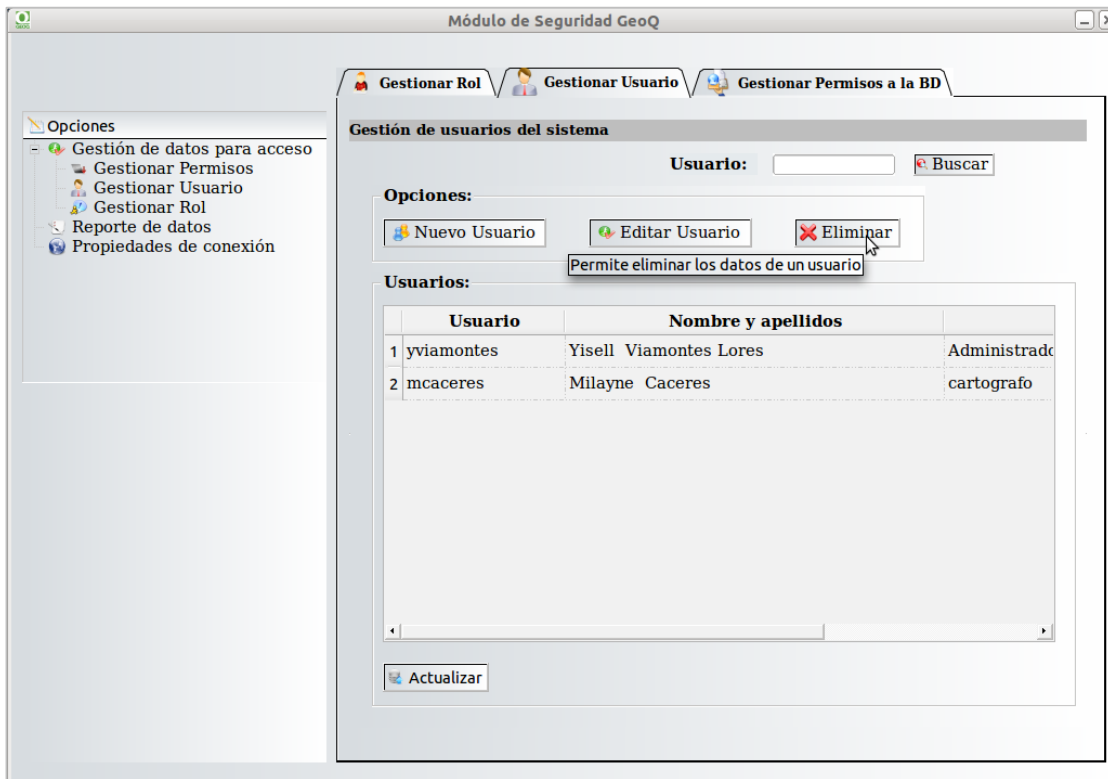 Módulo de Seguridad GeoQ
Gestionar Rol
Gestionar Usuario
Gestionar Permisos a la BD
Opciones
Gestión de datos para acceso
Gestionar Permisos
Gestionar Usuario
Gestionar Rol
Reporte de datos
Propiedades de conexión
Gestión de usuarios del sistema
Usuario:
Buscar
Opciones:
Nuevo Usuario
Editar Usuario
Eliminar
Permite eliminar los datos de un usuario
Usuarios:
Usuario Nombre y apellidos
1 yviamontes Yisell Viamontes Lores Administrado
2 mcaceres Milayne Caceres cartografo
Actualizar